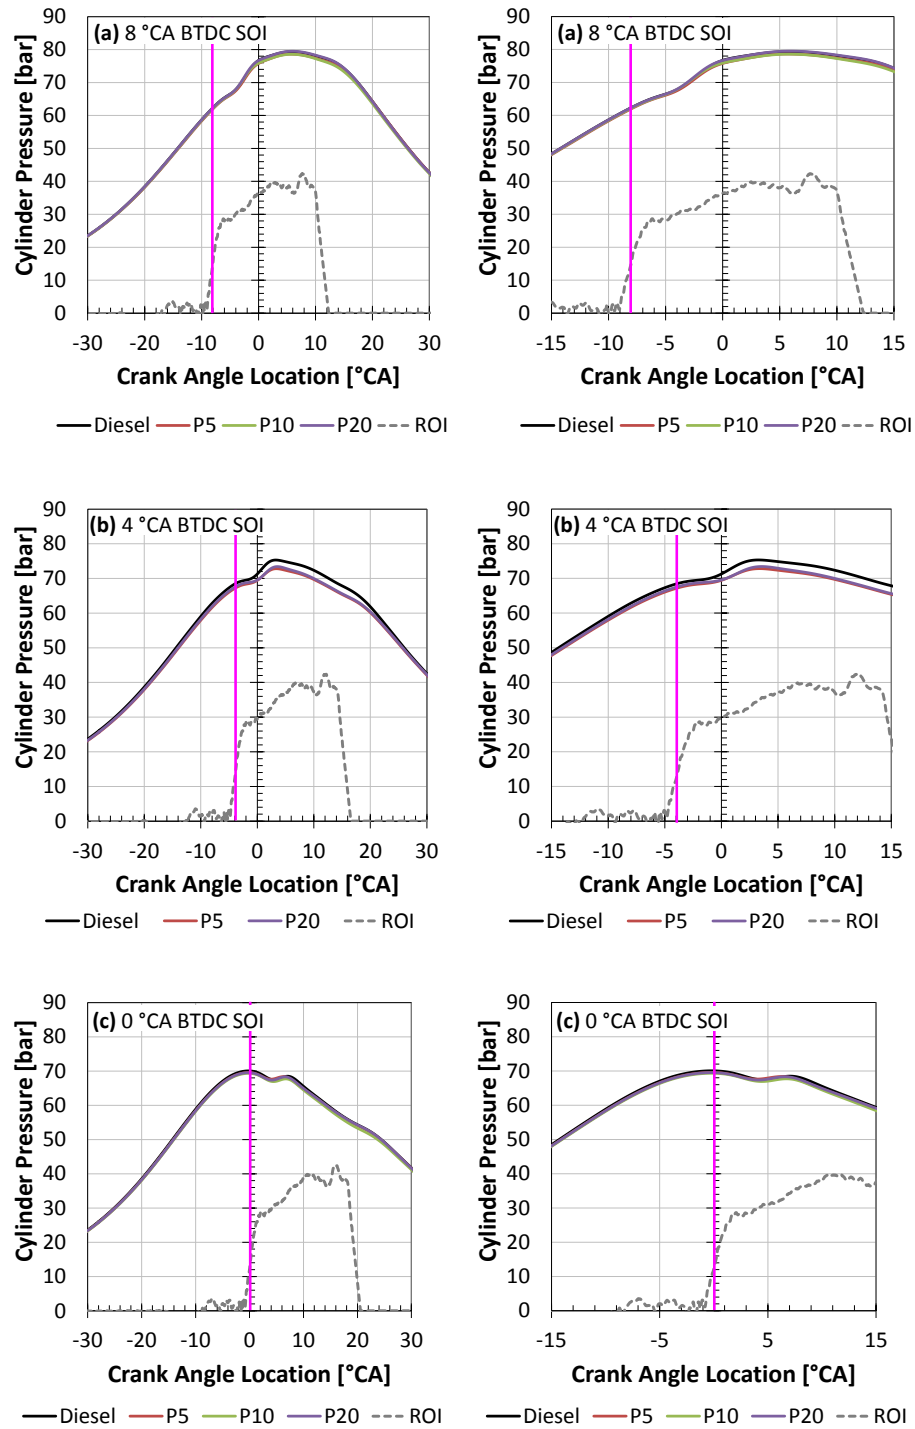 (a) 8 °CA BTDC SOI
Cylinder Pressure [bar]
90
80
70
60
50
40
30
20
10
0
-30 -20 -10 0 10 20 30
Crank Angle Location [°CA]
Diesel P5 P10 P20 ROI
(a) 8 °CA BTDC SOI
Cylinder Pressure [bar]
90
80
70
60
50
40
30
20
10
0
-15 -10 -5 0 5 10 15
Crank Angle Location [°CA]
Diesel P5 P10 P20 ROI
(b) 4 °CA BTDC SOI
Cylinder Pressure [bar]
90
80
70
60
50
40
30
20
10
0
-30 -20 -10 0 10 20 30
Crank Angle Location [°CA]
Diesel P5 P20 ROI
(b) 4 °CA BTDC SOI
Cylinder Pressure [bar]
90
80
70
60
50
40
30
20
10
0
-15 -10 -5 0 5 10 15
Crank Angle Location [°CA]
Diesel P5 P20 ROI
(c) 0 °CA BTDC SOI
Cylinder Pressure [bar]
90
80
70
60
50
40
30
20
10
0
-30 -20 -10 0 10 20 30
Crank Angle Location [°CA]
Diesel P5 P10 P20 ROI
(c) 0 °CA BTDC SOI
Cylinder Pressure [bar]
90
80
70
60
50
40
30
20
10
0
-15 -5 5 15
Crank Angle Location [°CA]
Diesel P5 P10 P20 ROI